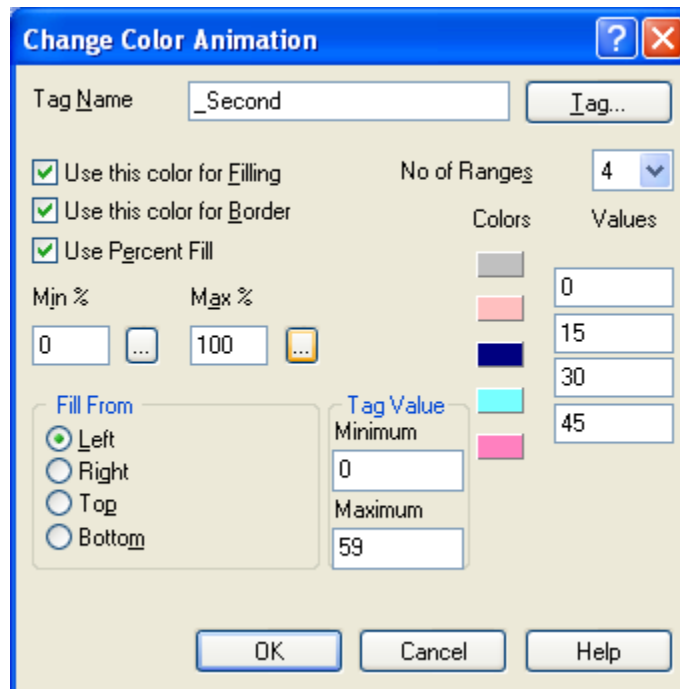 Change Color Animation
Tag Name _Second Tag...
Use this color for Filling
No of Ranges 4
Use this color for Border
Colors Values
Use Percent Fill
0
15
30
45
Min % Max %
0 ... 100 ...
Fill From
Left
Right
Top
Bottom
Tag Value
Minimum
0
Maximum
59
OK Cancel Help